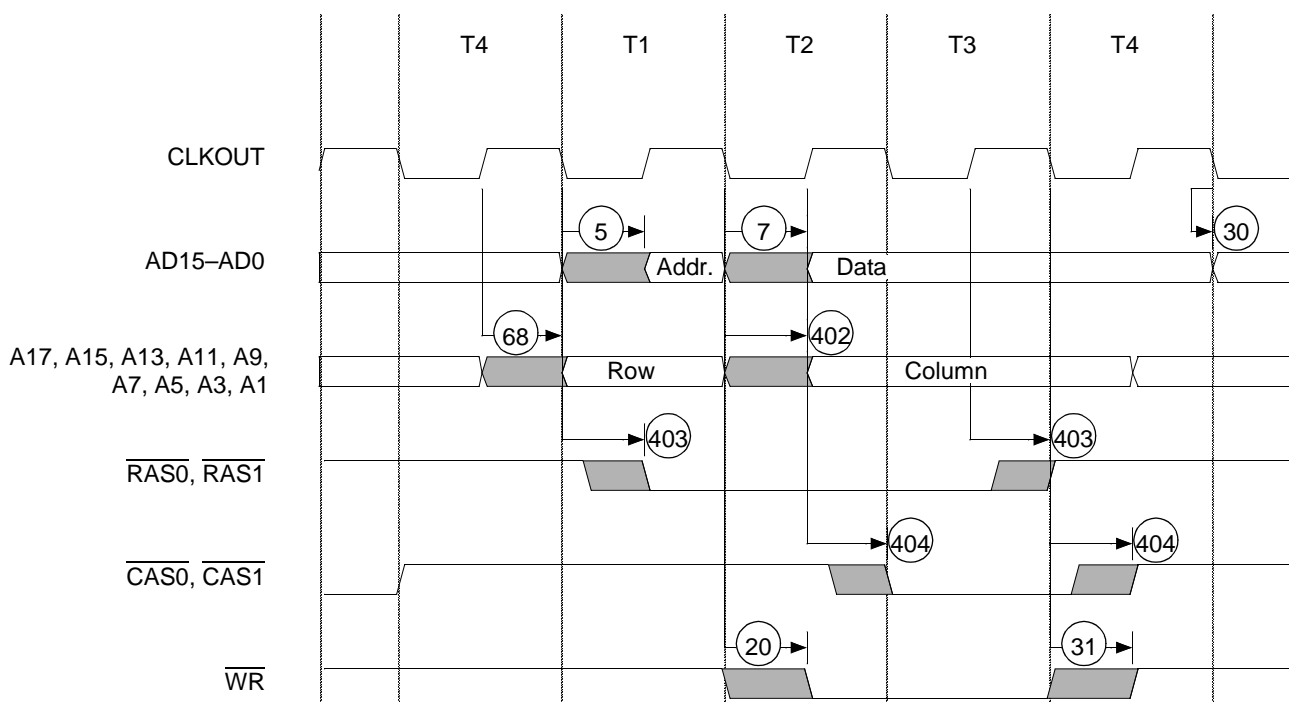 T4 T1 T2 T3 T4
CLKOUT
5 7 30
AD15–AD0 Addr. Data
68 402
A17, A15, A13, A11, A9,
A7, A5, A3, A1
Row Column
403 403
RAS0, RAS1
404 404
CAS0, CAS1
20 31
WR